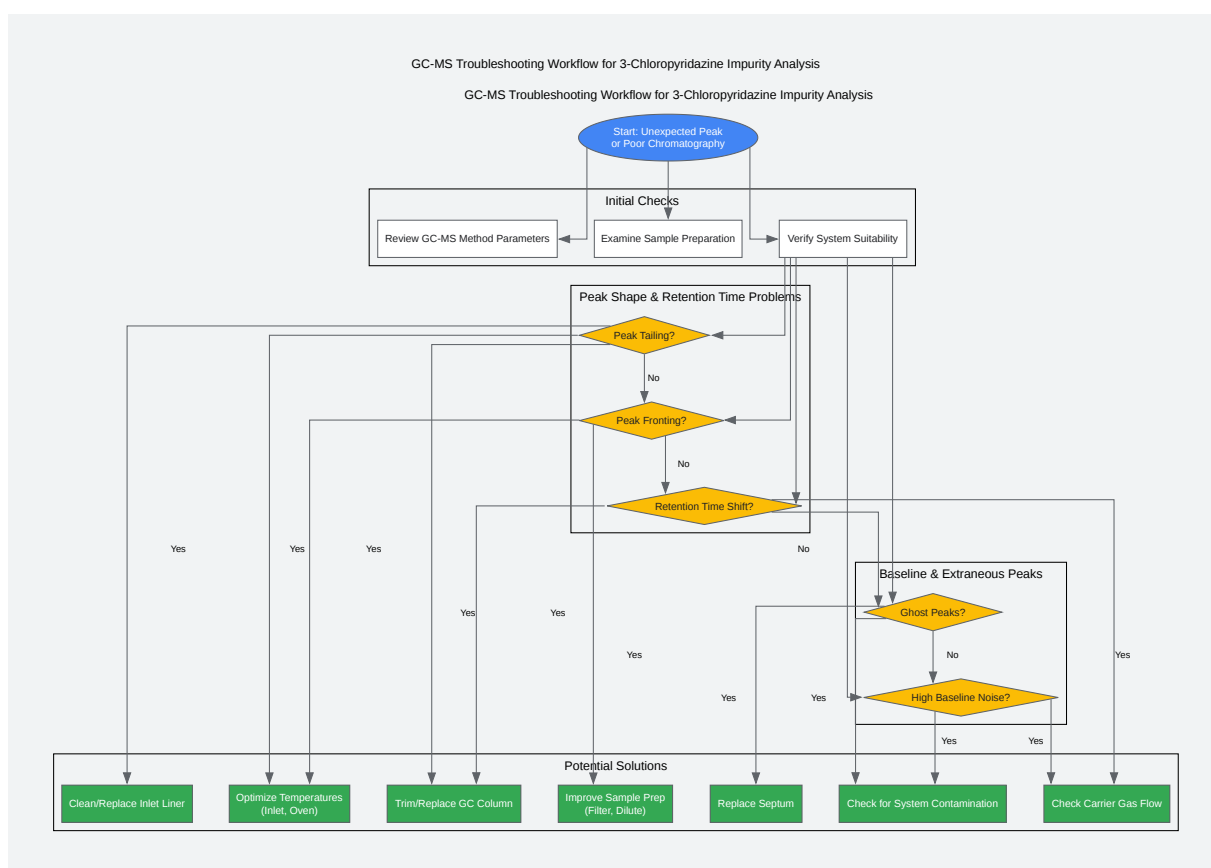 GC-MS Troubleshooting Workflow for 3-Chloropyridazine Impurity Analysis
GC-MS Troubleshooting Workflow for 3-Chloropyridazine Impurity Analysis
Start: Unexpected Peak
or Poor Chromatography
Initial Checks
Review GC-MS Method Parameters
Examine Sample Preparation
Verify System Suitability
Peak Shape & Retention Time Problems
Peak Tailing?
No
Peak Fronting?
No
Retention Time Shift?
Yes
Yes
Yes
No
Baseline & Extraneous Peaks
Ghost Peaks?
Yes
Yes
Yes
No
Yes
High Baseline Noise?
Yes
Yes
Yes
Yes
Potential Solutions
Clean/Replace Inlet Liner
Optimize Temperatures
(Inlet, Oven)
Trim/Replace GC Column
Improve Sample Prep
(Filter, Dilute)
Replace Septum
Check for System Contamination
Check Carrier Gas Flow